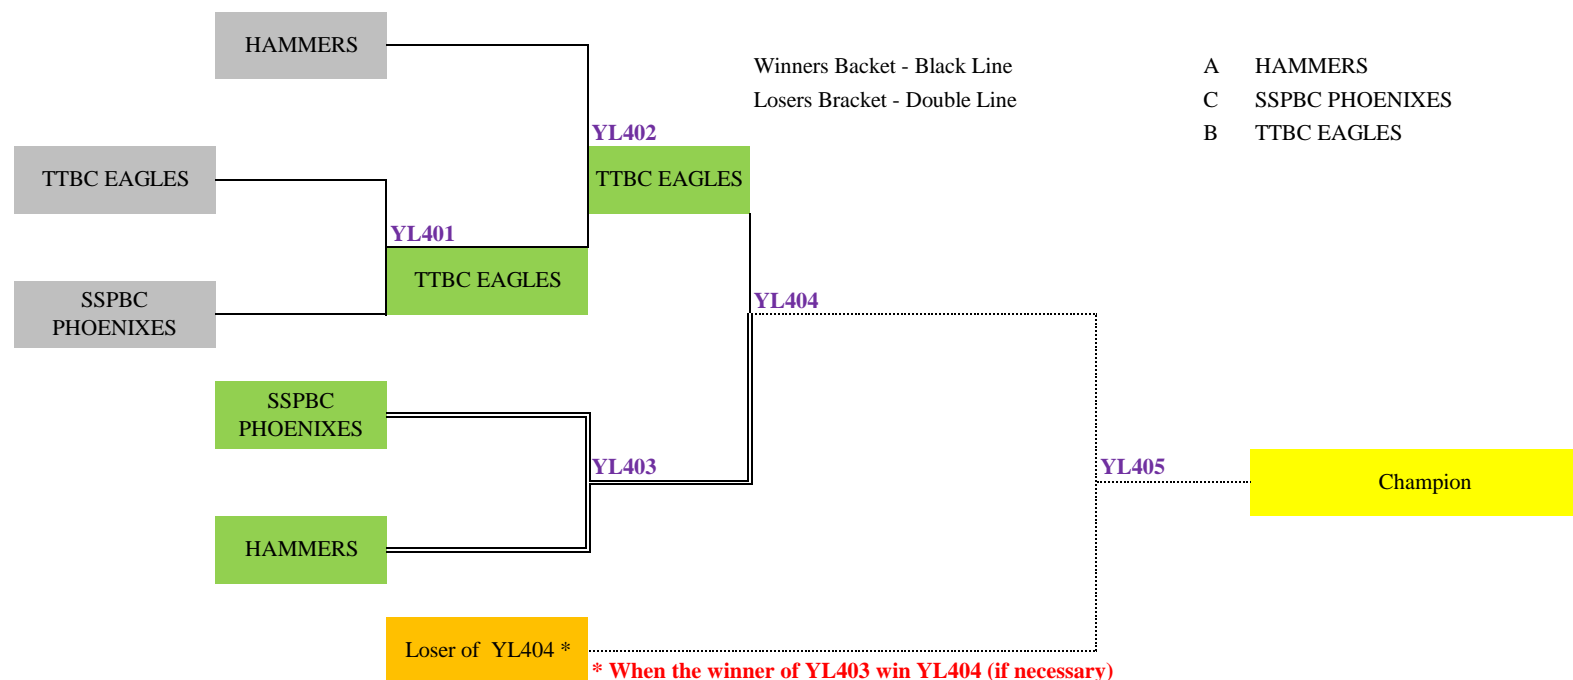 HAMMERS
Winners Backet - Black Line
A HAMMERS
Losers Bracket - Double Line
C SSPBC PHOENIXES
YL402
B TTBC EAGLES
TTBC EAGLES
TTBC EAGLES
YL401
TTBC EAGLES
SSPBC
PHOENIXES
YL404
SSPBC
PHOENIXES
YL403
YL405
Champion
HAMMERS
Loser of YL404 *
* When the winner of YL403 win YL404 (if necessary)